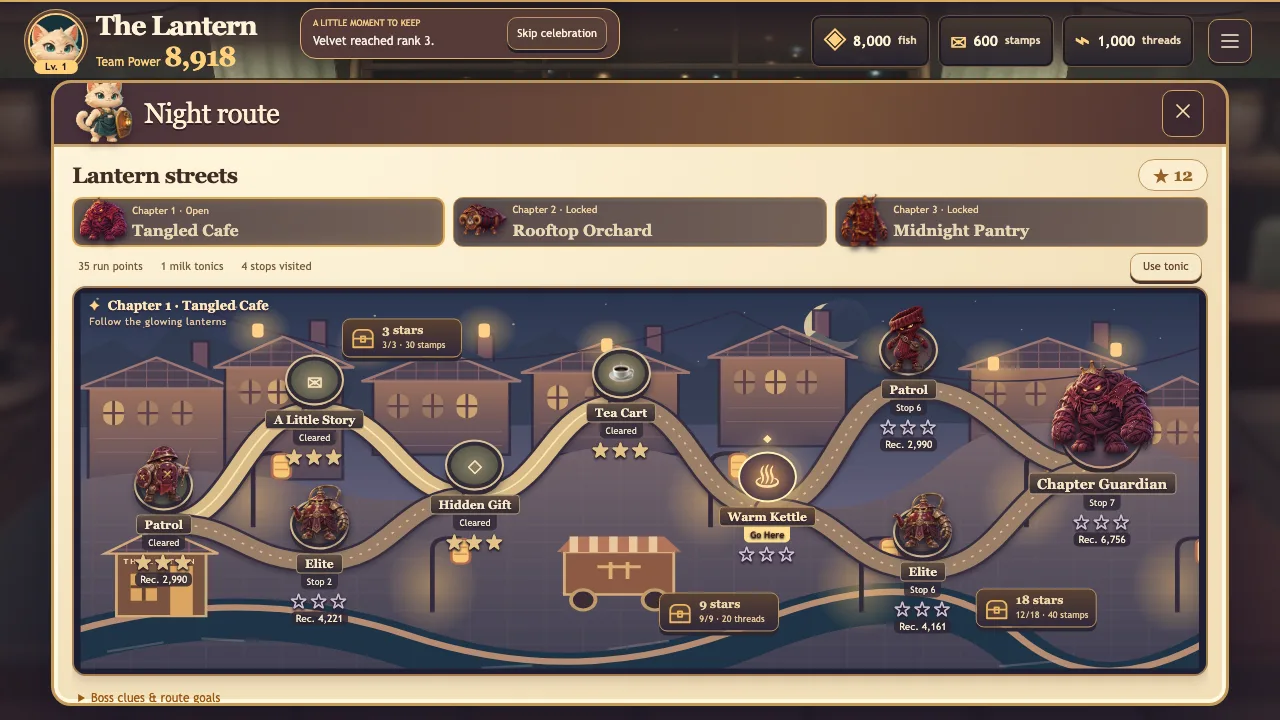 The Lantern
Team Power 8,918
Lv. 1
A LITTLE MOMENT TO KEEP
Velvet reached rank 3.
Skip celebration
8,000 fish
600 stamps
1,000 threads
Night route
Lantern streets
★ 12
Chapter 1 · Open
Tangled Cafe
Chapter 2 · Locked
Rooftop Orchard
Chapter 3 · Locked
Midnight Pantry
35 run points
1 milk tonics
4 stops visited
Use tonic
Chapter 1 · Tangled Cafe
Follow the glowing lanterns
3 stars
3/3 · 30 stamps
A Little Story
Cleared
Tea Cart
Cleared
Patrol
Stop 6
Rec. 2,990
Chapter Guardian
Stop 7
Rec. 6,756
Hidden Gift
Cleared
Warm Kettle
Go Here
Patrol
Cleared
Rec. 2,990
Elite
Stop 2
Rec. 4,221
Elite
Stop 6
Rec. 4,161
9 stars
9/9 · 20 threads
18 stars
12/18 · 40 stamps
Boss clues & route goals